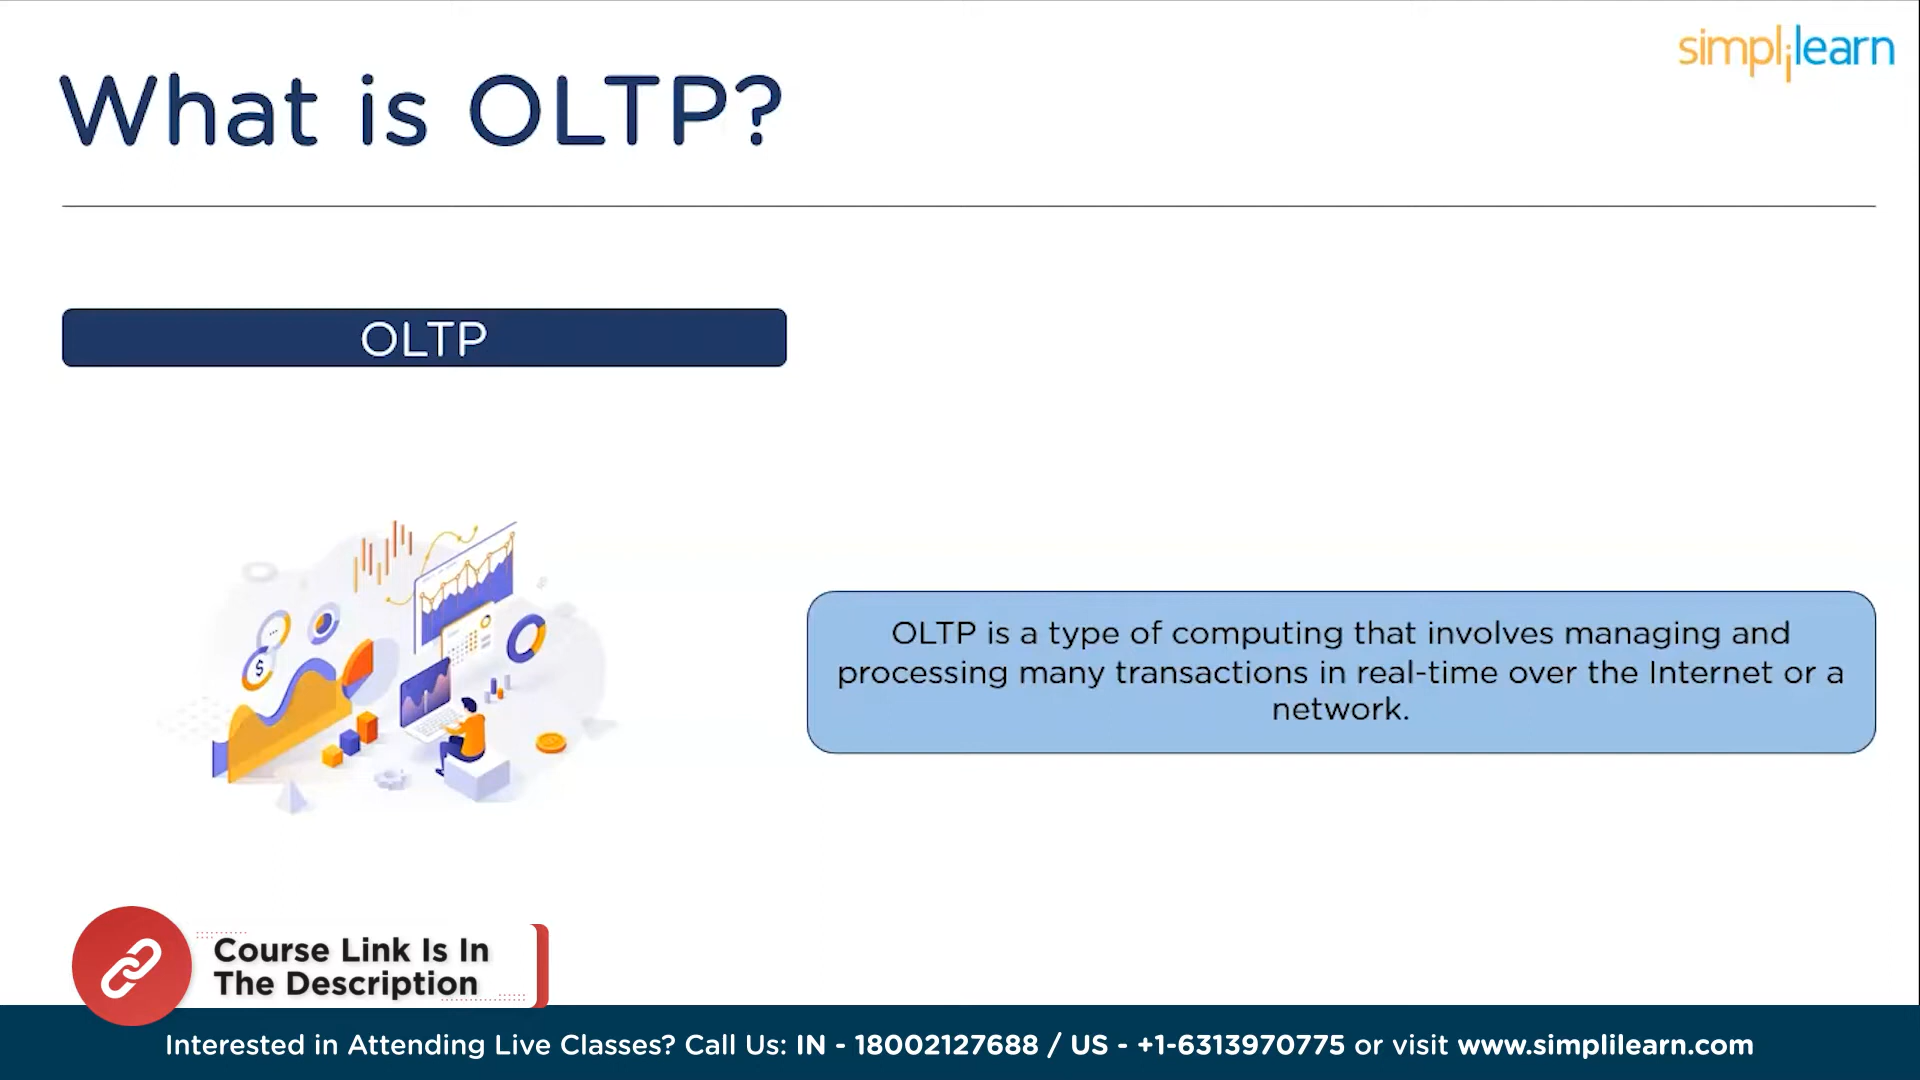 simplilearn
What is OLTP?
OLTP
$
OLTP is a type of computing that involves managing and
processing many transactions in real-time over the Internet or a
network.
Course Link Is In
The Description
Interested in Attending Live Classes? Call Us: IN - 18002127688 / US - +1-6313970775 or visit www.simplilearn.com